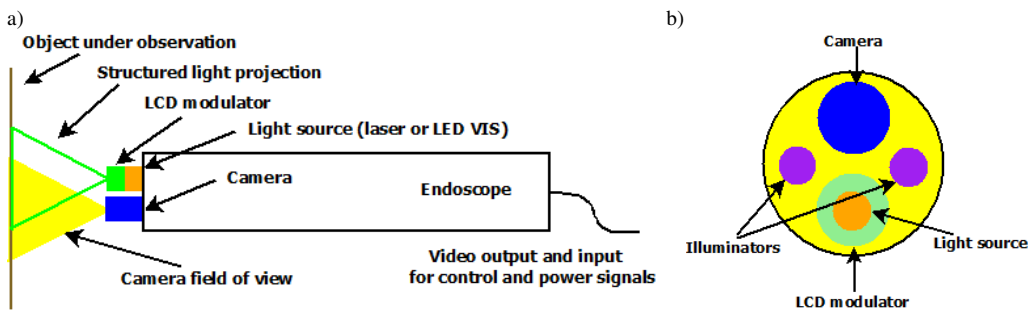 a)
Object under observation
Structured light projection
LCD modulator
Light source (laser or LED VIS)
Camera
Endoscope
Video output and input
for control and power signals
Camera field of view
b)
Camera
Illuminators
Light source
LCD modulator